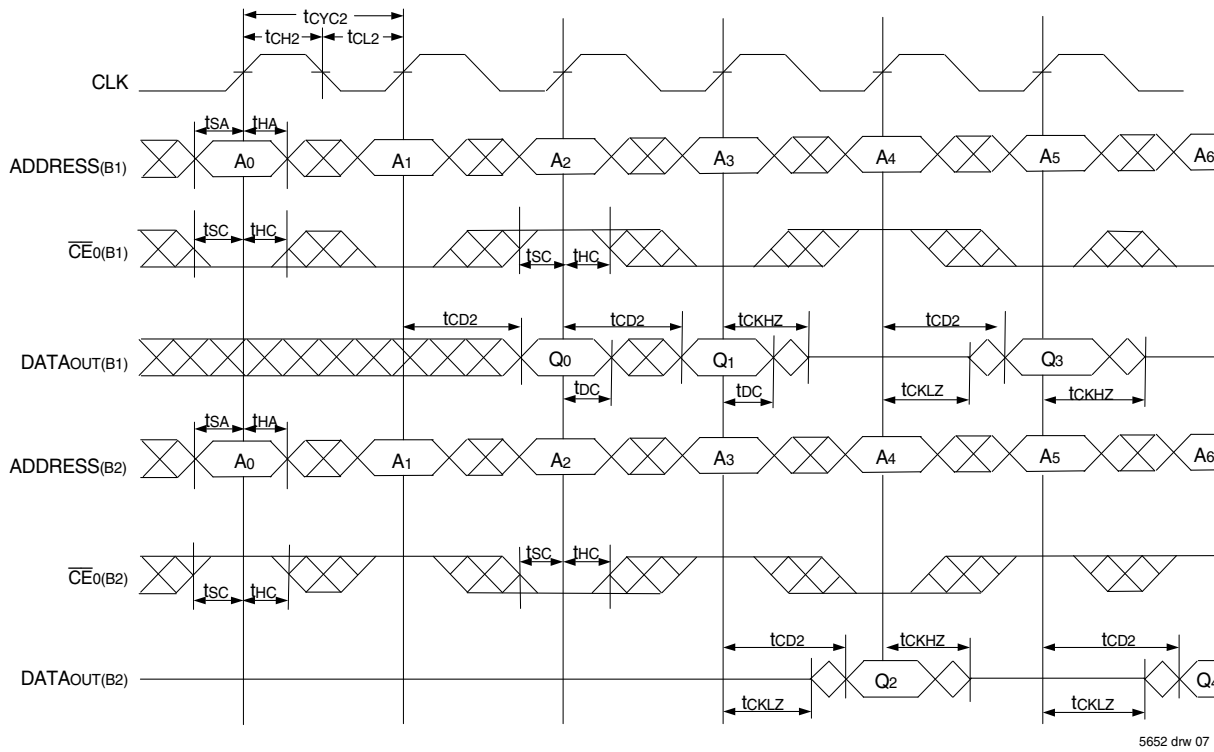 tCYC2
tCH2 tCL2
CLK
tSA tHA
ADDRESS(B1) A0 A1 A2 A3 A4 A5 A6
tSC tHC
CE0(B1)
tSC tHC
tCD2 tCD2 tCKHZ tCD2
DATAOUT(B1) Q0 Q1 Q3
tDC tDC tCKLZ tCKHZ
tSA tHA
ADDRESS(B2) A0 A1 A2 A3 A4 A5 A6
tSC tHC
CE0(B2)
tSC tHC
tCD2 tCKHZ tCD2
DATAOUT(B2) Q2 Q4
tCKLZ tCKLZ
5652 drw 07